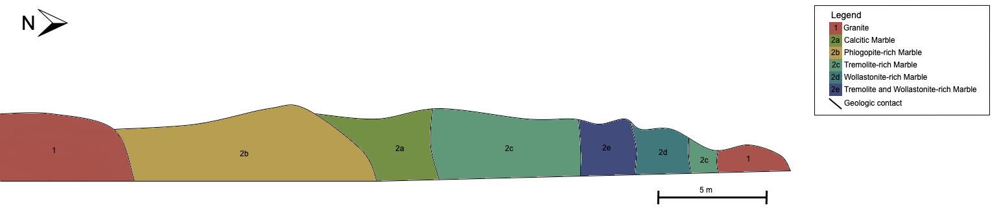 N
Legend
1 Granite
2a Calcitic Marble
2b Phlogopite-rich Marble
2c Tremolite-rich Marble
2d Wollastonite-rich Marble
2e Tremolite and Wollastonite-rich Marble
Geologic contact
1
2b
2a
2c
2e
2d
2c
1
5 m